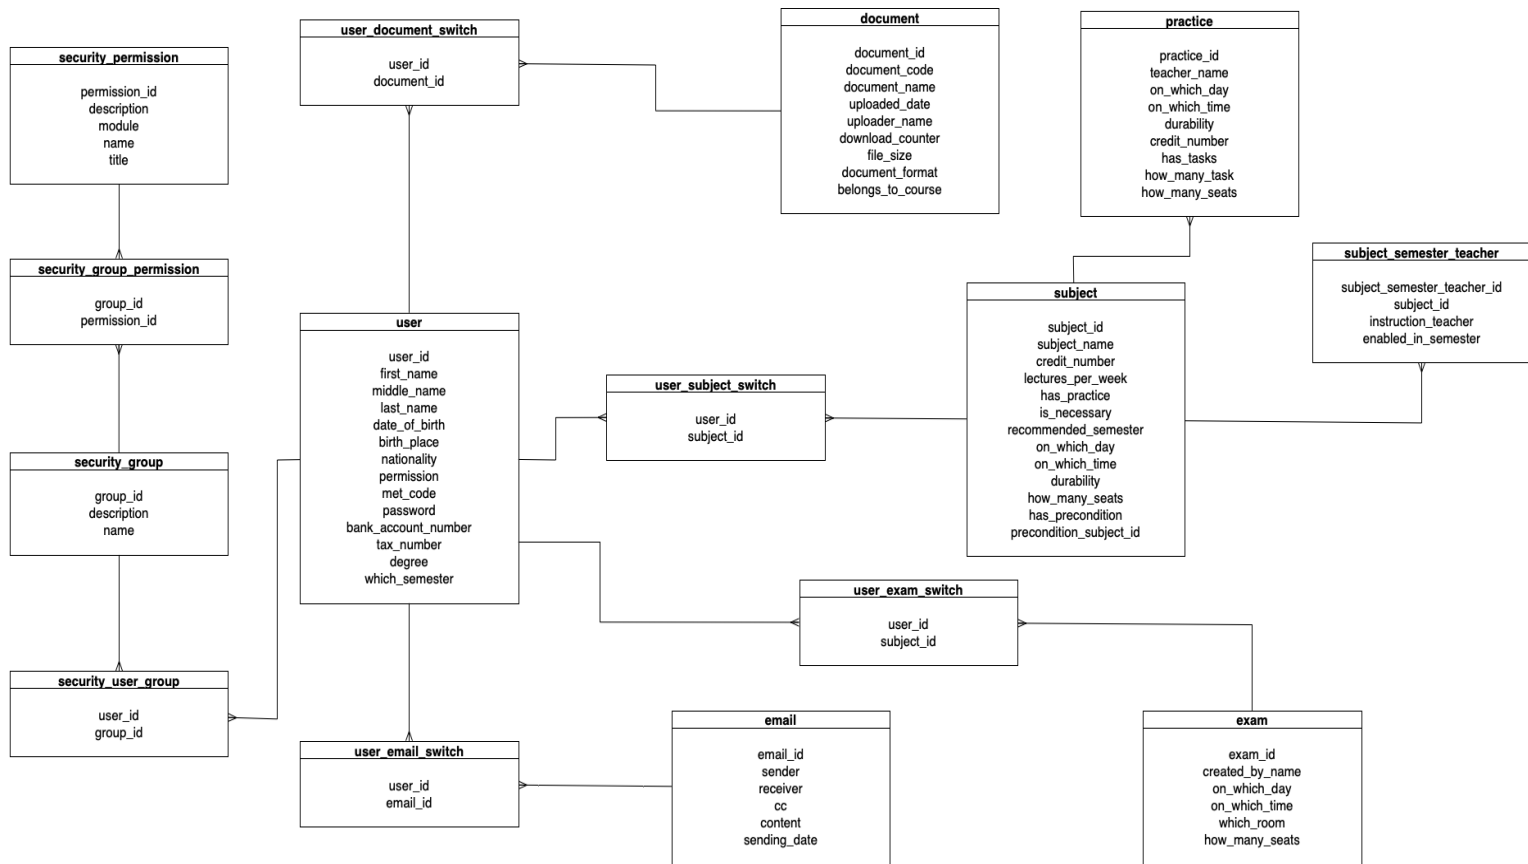 security_permission
permission_id
description
module
name
title
security_group_permission
group_id
permission_id
security_group
group_id
description
name
security_user_group
user_id
group_id
user_document_switch
user_id
document_id
user
user_id
first_name
middle_name
last_name
date_of_birth
birth_place
nationality
permission
met_code
password
bank_account_number
tax_number
degree
which_semester
user_email_switch
user_id
email_id
document
document_id
document_code
document_name
uploaded_date
uploader_name
download_counter
file_size
document_format
belongs_to_course
user_subject_switch
user_id
subject_id
user_exam_switch
user_id
subject_id
email
email_id
sender
receiver
cc
content
sending_date
practice
practice_id
teacher_name
on_which_day
on_which_time
durability
credit_number
has_tasks
how_many_task
how_many_seats
subject
subject_id
subject_name
credit_number
lectures_per_week
has_practice
is_necessary
recommended_semester
on_which_day
on_which_time
durability
how_many_seats
has_precondition
precondition_subject_id
subject_semester_teacher
subject_semester_teacher_id
subject_id
instruction_teacher
enabled_in_semester
exam
exam_id
created_by_name
on_which_day
on_which_time
which_room
how_many_seats